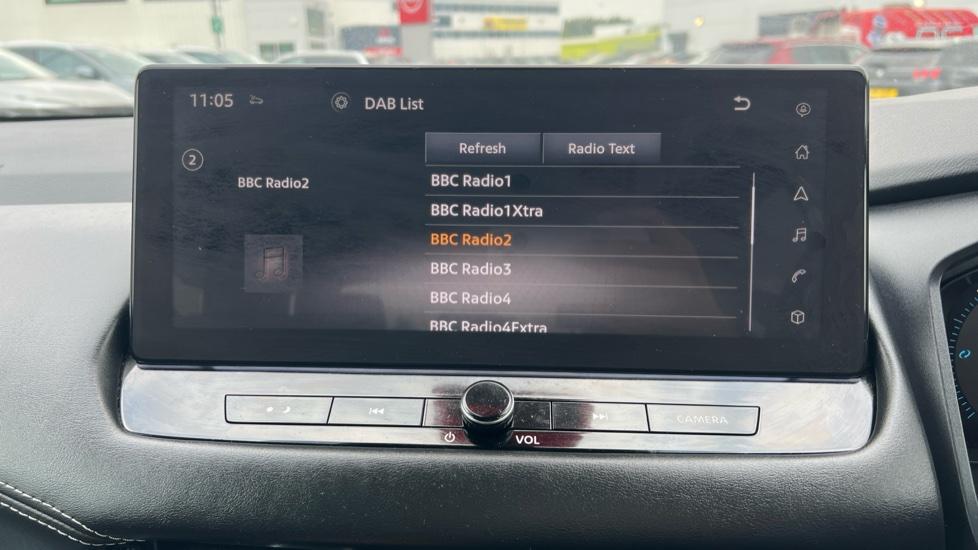 11:05
DAB List
Refresh
Radio Text
2
BBC Radio2
BBC Radio1
BBC Radio1Xtra
BBC Radio2
BBC Radio3
BBC Radio4
BBC Radio4Extra
CAMERA
VOL